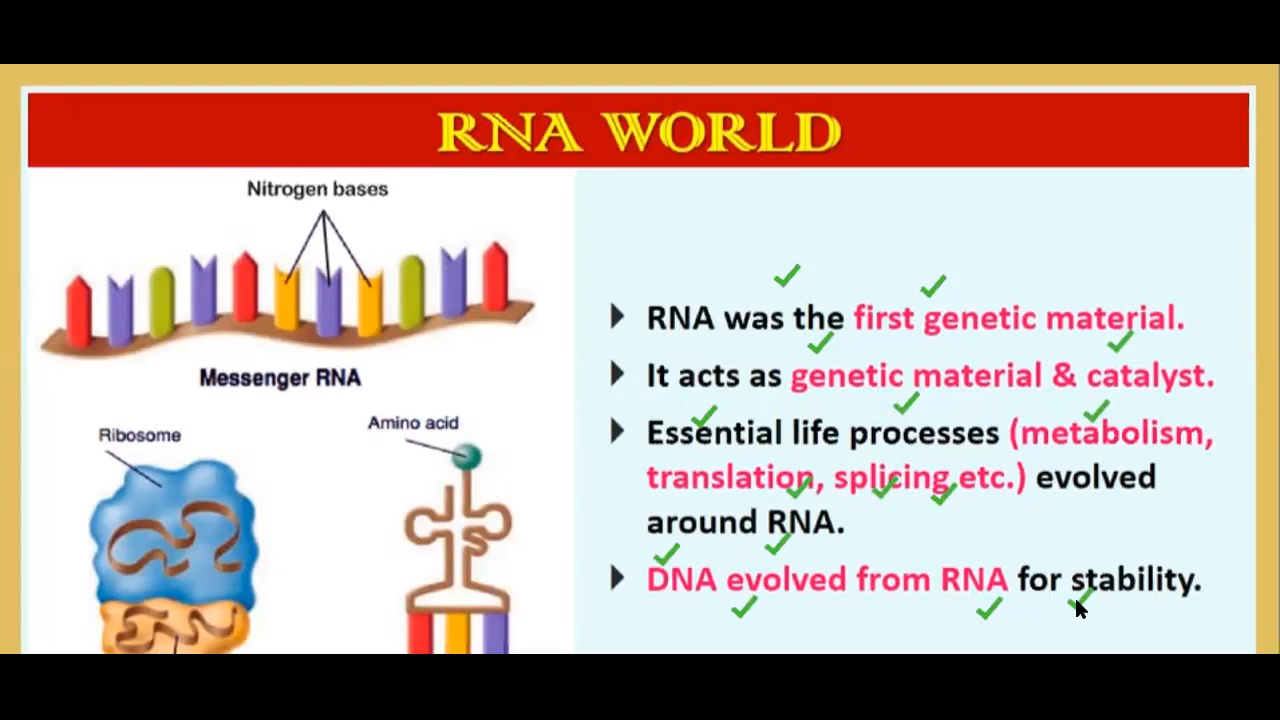 RNA WORLD
Nitrogen bases
Messenger RNA
Ribosome
Amino acid
RNA was the first genetic material.
It acts as genetic material & catalyst.
Essential life processes (metabolism,
translation, splicing etc.) evolved
around RNA.
DNA evolved from RNA for stability.